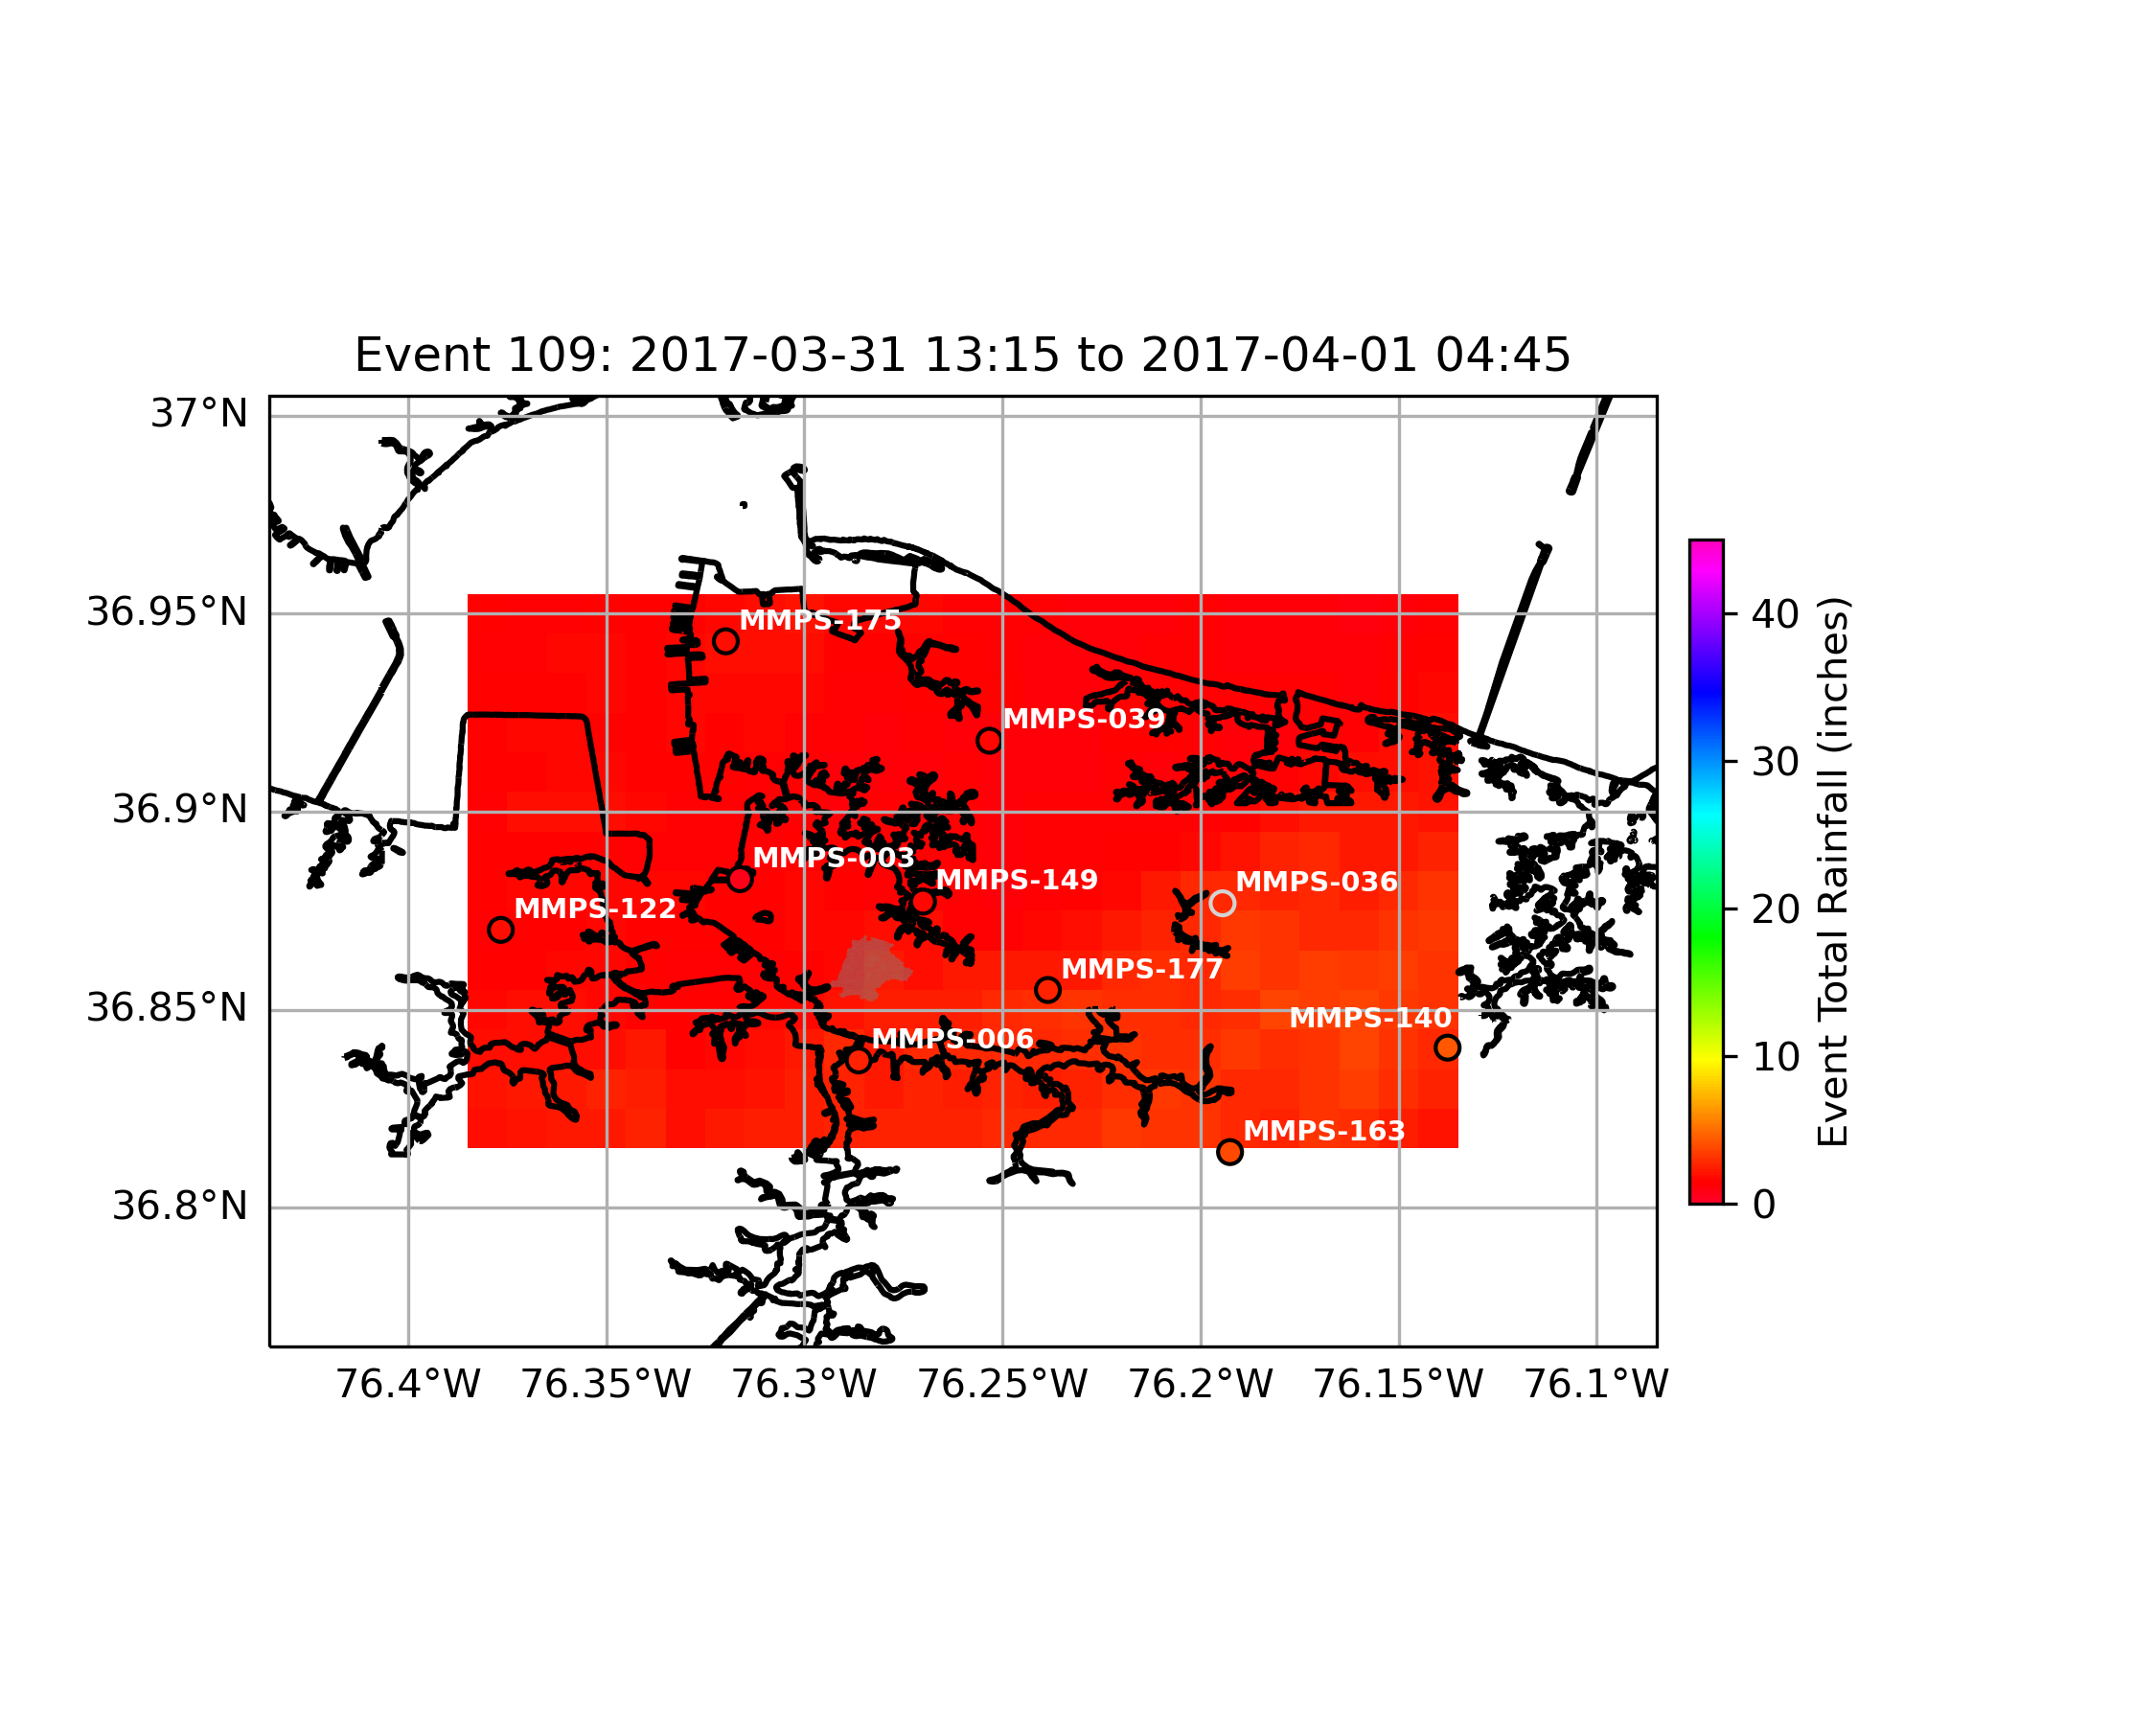 Event 109: 2017-03-31 13:15 to 2017-04-01 04:45
37°N
36.95°N
36.9°N
36.85°N
36.8°N
76.4°W
76.35°W
76.3°W
76.25°W
76.2°W
76.15°W
76.1°W
MMPS-175
MMPS-039
MMPS-003
MMPS-149
MMPS-036
MMPS-122
MMPS-177
MMPS-140
MMPS-006
MMPS-163
40
30
20
10
0
Event Total Rainfall (inches)